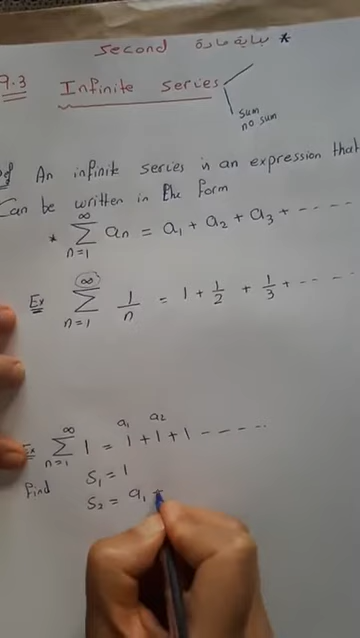 second بداية مادة *
9.3 Infinite series
sum
no sum
An infinite series is an expression that
Can be written in the form
* ∑_{n=1}^{∞} aₙ = a₁ + a₂ + a₃ + - - - -
Ex ∑_{n=1}^{∞} 1/n = 1 + 1/2 + 1/3 + - - - -
a₁ a₂
Ex ∑_{n=1}^{∞} 1 = 1 + 1 + 1 - - - - -
find S₁ = 1
S₂ = a₁ +